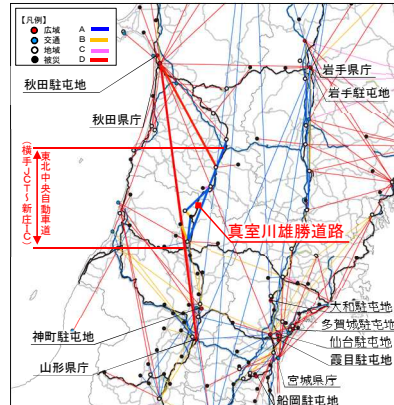 【凡例】
広域 A
交通 B
地域 C
被災 D
秋田駐屯地
秋田県庁
岩手県庁
岩手駐屯地
東北中央自動車道
(横手JCT～新庄IC)
真室川雄勝道路
大和駐屯地
多賀城駐屯地
仙台駐屯地
霞目駐屯地
神町駐屯地
山形県庁
宮城県庁
船岡駐屯地